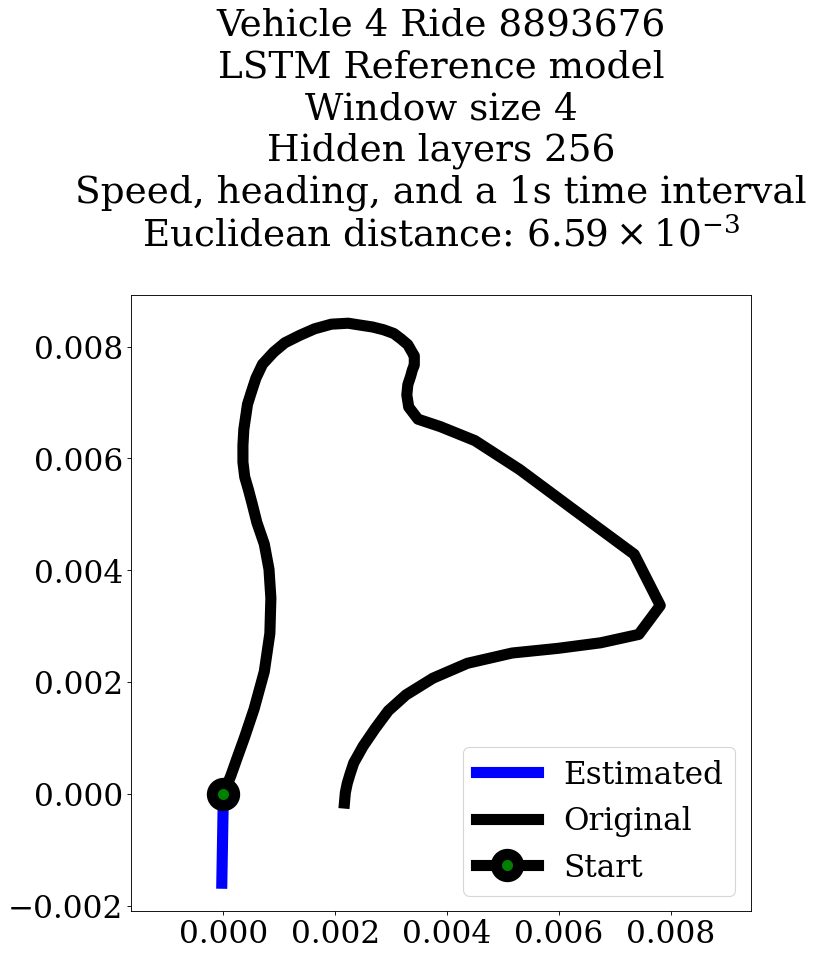 Vehicle 4 Ride 8893676
LSTM Reference model
Window size 4
Hidden layers 256
Speed, heading, and a 1s time interval
Euclidean distance: 6.59 × 10⁻³
0.008
0.006
0.004
0.002
0.000
−0.002
Estimated
Original
Start
0.000 0.002 0.004 0.006 0.008